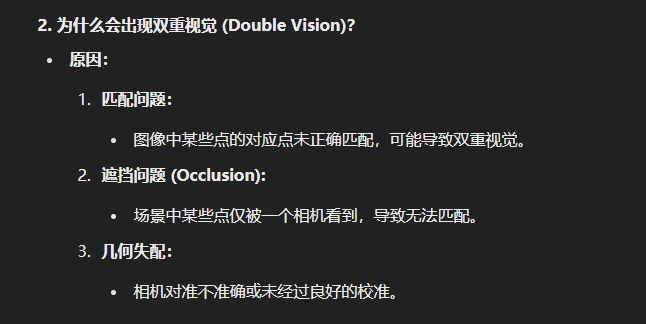 2. 为什么会出现双重视觉 (Double Vision)?
• 原因：
1. 匹配问题：
• 图像中某些点的对应点未正确匹配，可能导致双重视觉。
2. 遮挡问题 (Occlusion):
• 场景中某些点仅被一个相机看到，导致无法匹配。
3. 几何失配：
• 相机对准不准确或未经过良好的校准。